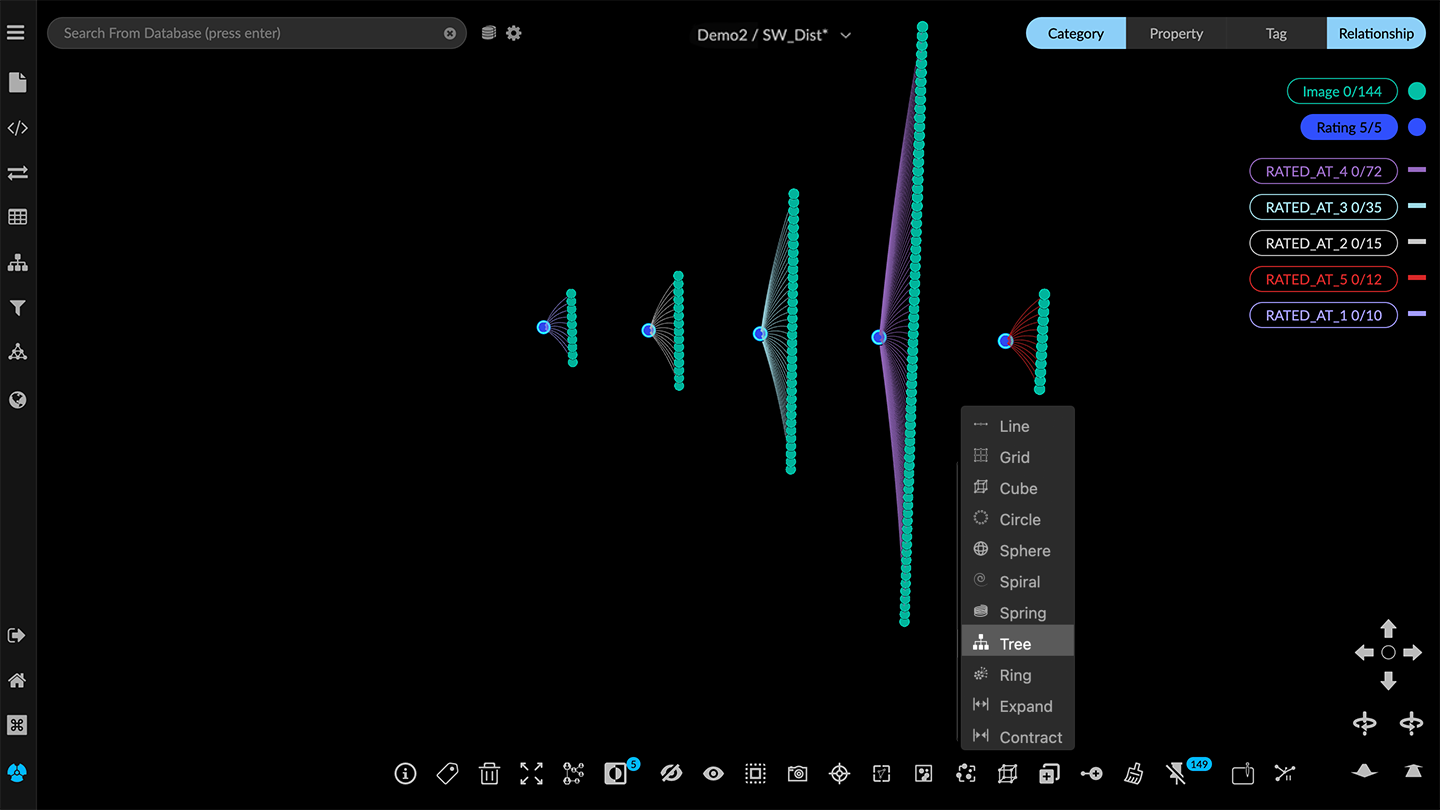 Search From Database (press enter)
Demo2 / SW_Dist*
Category
Property
Tag
Relationship
Image 0/144
Rating 5/5
RATED_AT_4 0/72
RATED_AT_3 0/35
RATED_AT_2 0/15
RATED_AT_5 0/12
RATED_AT_1 0/10
Line
Grid
Cube
Circle
Sphere
Spiral
Spring
Tree
Ring
Expand
Contract
5
149